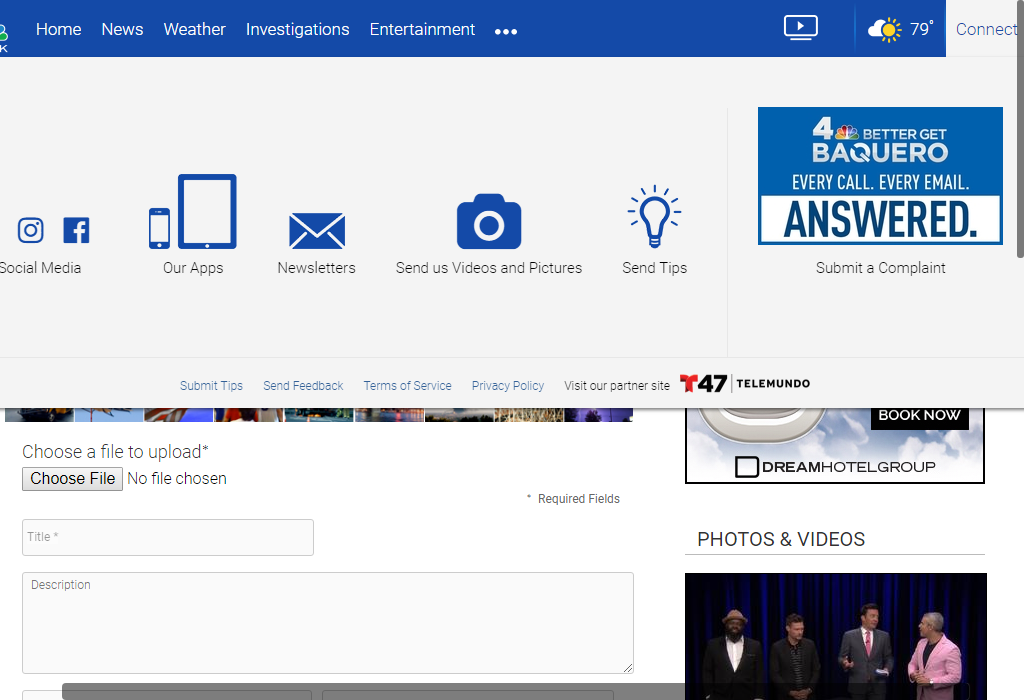 K
Home
News
Weather
Investigations
Entertainment
79°
Connect
4 BETTER GET
BAQUERO
EVERY CALL. EVERY EMAIL.
ANSWERED.
Social Media
Our Apps
Newsletters
Send us Videos and Pictures
Send Tips
Submit a Complaint
Submit Tips
Send Feedback
Terms of Service
Privacy Policy
Visit our partner site
T47 TELEMUNDO
BOOK NOW
DREAMHOTELGROUP
Choose a file to upload*
Choose File No file chosen
* Required Fields
Title *
Description
PHOTOS & VIDEOS